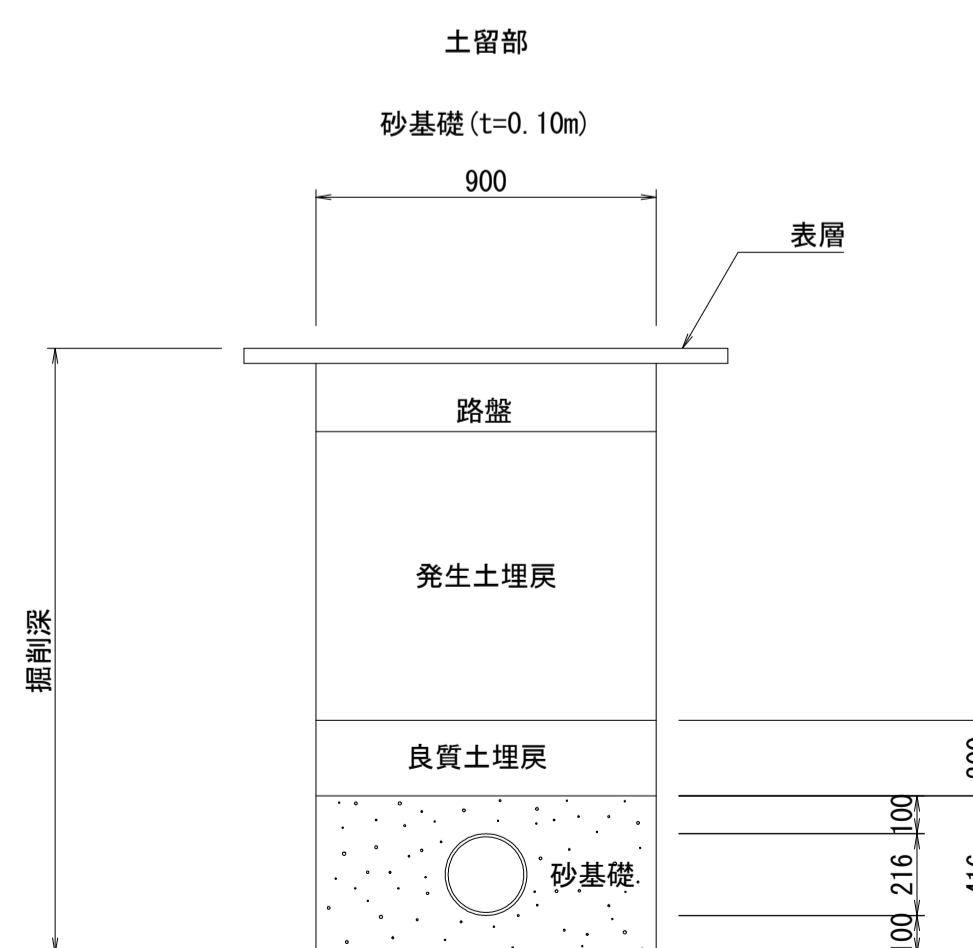 土留部
砂基礎(t=0.10m)
900
表層
路盤
発生土埋戻
掘削深
良質土埋戻
100
216
砂基礎
100